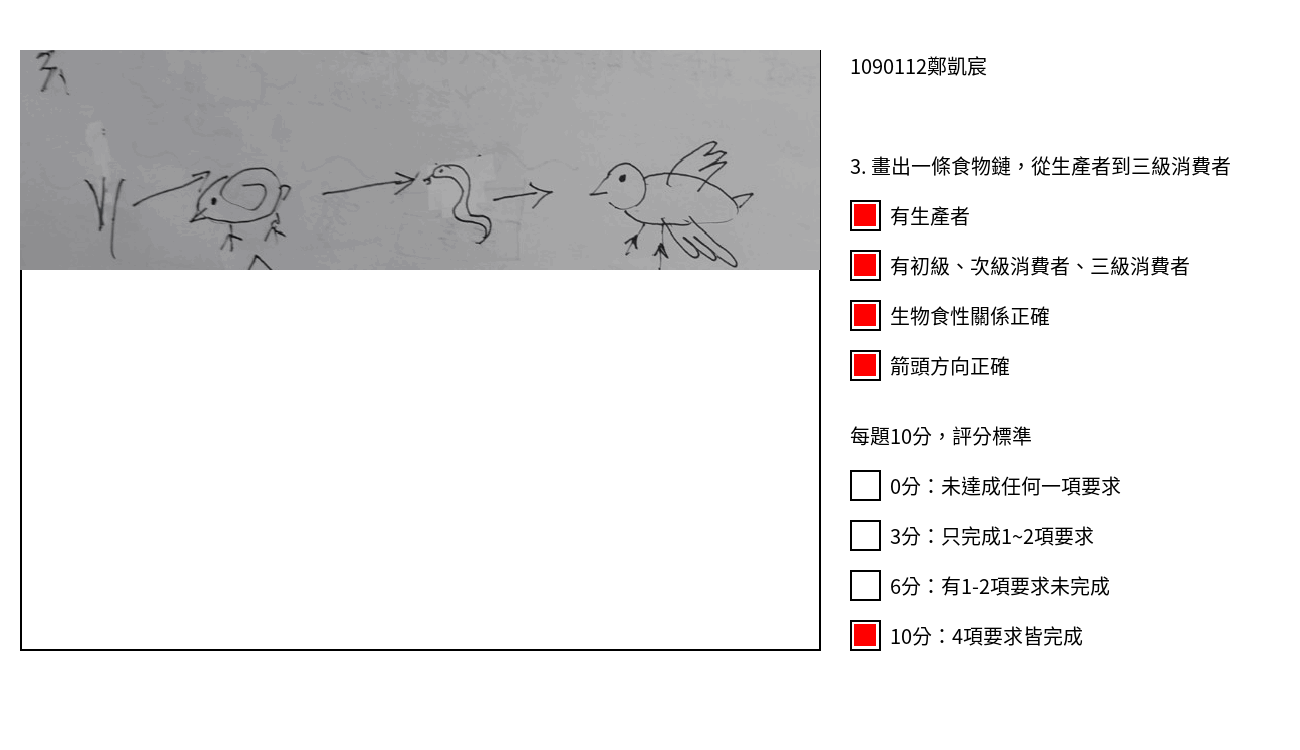 3、
1090112鄭凱宸
3. 畫出一條食物鏈，從生產者到三級消費者
有生產者
有初級、次級消費者、三級消費者
生物食性關係正確
箭頭方向正確
每題10分，評分標準
0分：未達成任何一項要求
3分：只完成1~2項要求
6分：有1-2項要求未完成
10分：4項要求皆完成